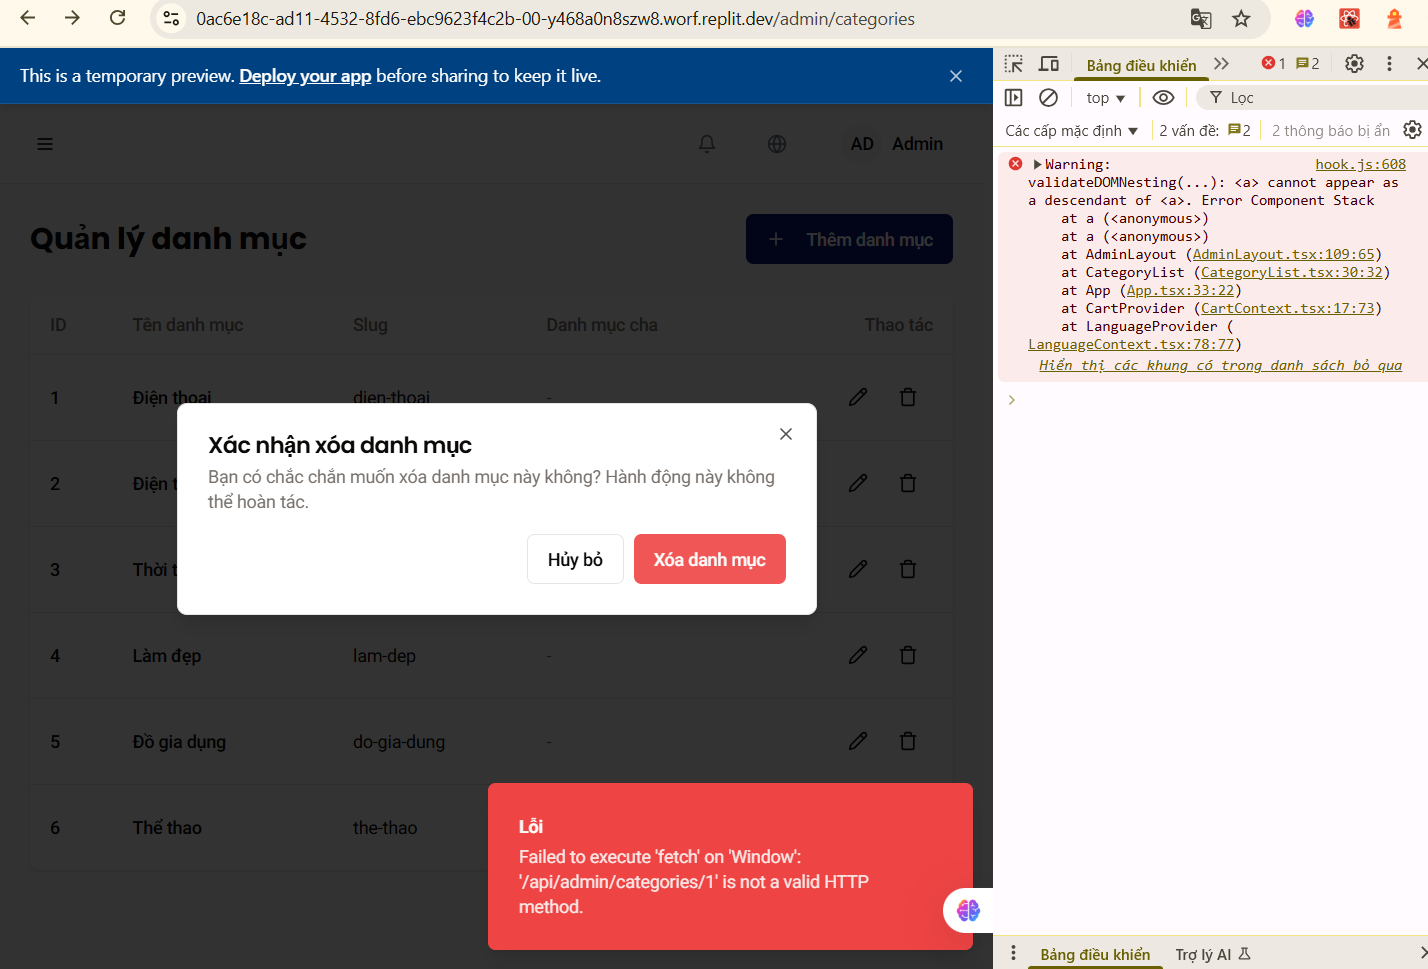 0ac6e18c-ad11-4532-8fd6-ebc9623f4c2b-00-y468a0n8szw8.worf.replit.dev/admin/categories
This is a temporary preview. Deploy your app before sharing to keep it live.
AD Admin
Quản lý danh mục
+ Thêm danh mục
ID Tên danh mục Slug Danh mục cha Thao tác
1 Điện thoại dien-thoai -
2 Điện
3 Thời
4 Làm đẹp lam-dep -
5 Đồ gia dụng do-gia-dung -
6 Thể thao the-thao
Xác nhận xóa danh mục
Bạn có chắc chắn muốn xóa danh mục này không? Hành động này không
thể hoàn tác.
Hủy bỏ Xóa danh mục
Lỗi
Failed to execute 'fetch' on 'Window':
'/api/admin/categories/1' is not a valid HTTP
method.
Bảng điều khiển 1 2
top Lọc
Các cấp mặc định 2 vấn đề: 2 2 thông báo bị ẩn
Warning: hook.js:608
validateDOMNesting(...): <a> cannot appear as
a descendant of <a>. Error Component Stack
at a (<anonymous>)
at a (<anonymous>)
at AdminLayout (AdminLayout.tsx:109:65)
at CategoryList (CategoryList.tsx:30:32)
at App (App.tsx:33:22)
at CartProvider (CartContext.tsx:17:73)
at LanguageProvider (
LanguageContext.tsx:78:77)
Hiển thị các khung có trong danh sách bỏ qua
Bảng điều khiển Trợ lý AI